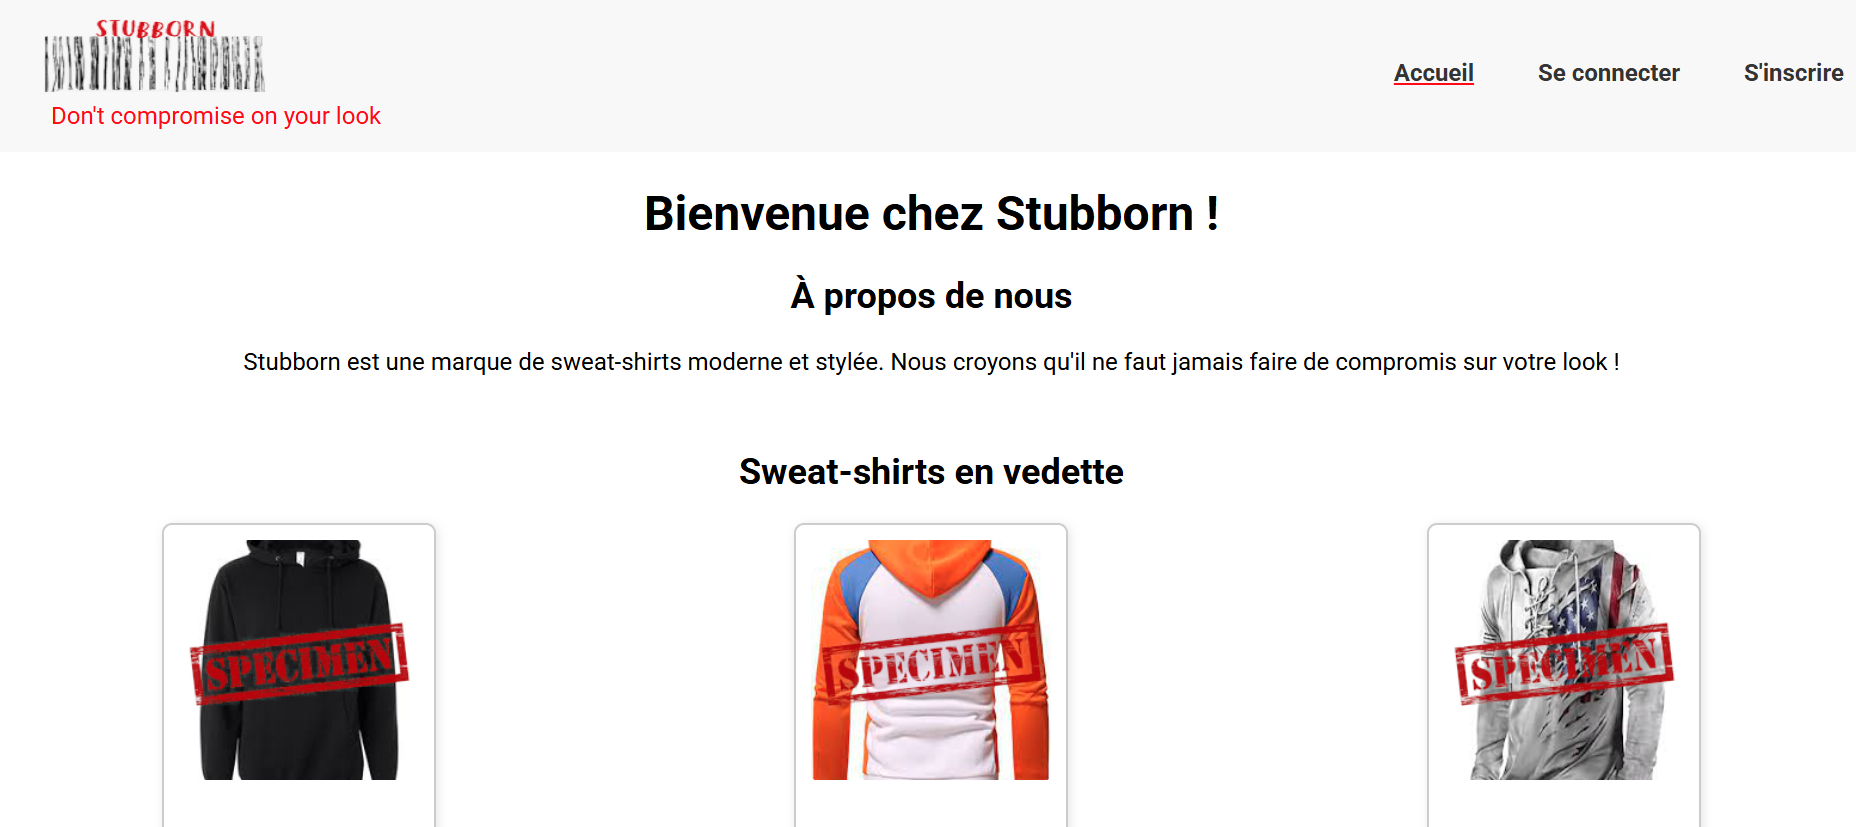 STUBBORN
Don't compromise on your look
Accueil Se connecter S'inscrire
Bienvenue chez Stubborn !
À propos de nous
Stubborn est une marque de sweat-shirts moderne et stylée. Nous croyons qu'il ne faut jamais faire de compromis sur votre look !
Sweat-shirts en vedette
SPECIMEN SPECIMEN SPECIMEN